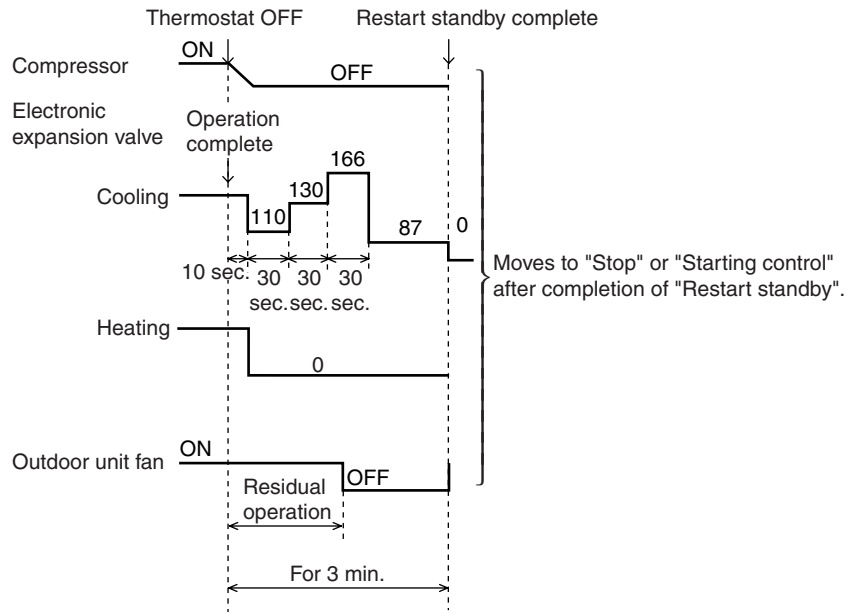 Thermostat OFF
Restart standby complete
ON
Compressor
OFF
Electronic
expansion valve
Operation
complete
166
130
Cooling
110
87
0
10 sec.
30
30
30
sec.
sec.
sec.
Moves to "Stop" or "Starting control"
after completion of "Restart standby".
Heating
0
ON
Outdoor unit fan
OFF
Residual
operation
For 3 min.